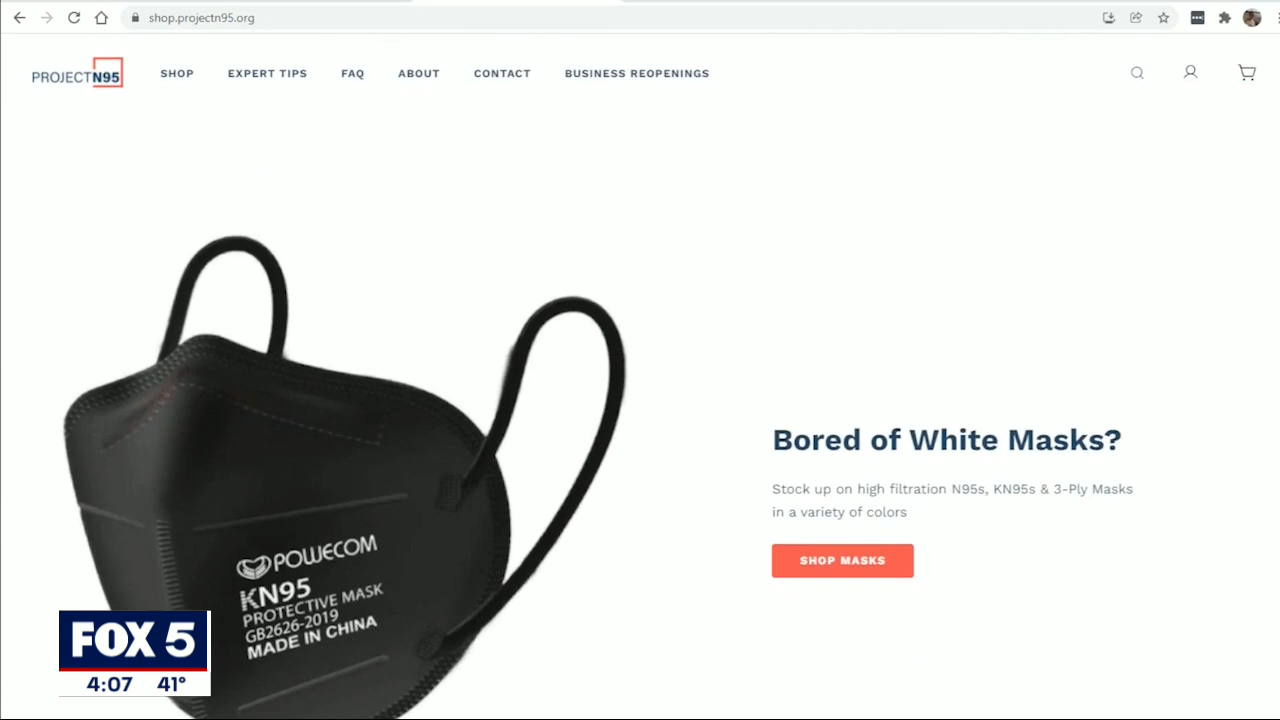 shop.projectn95.org
PROJECTN95
SHOP
EXPERT TIPS
FAQ
ABOUT
CONTACT
BUSINESS REOPENINGS
Bored of White Masks?
Stock up on high filtration N95s, KN95s & 3-Ply Masks
in a variety of colors
SHOP MASKS
POWECOM
KN95
PROTECTIVE MASK
GB2626-2019
MADE IN CHINA
FOX 5
4:07 41°